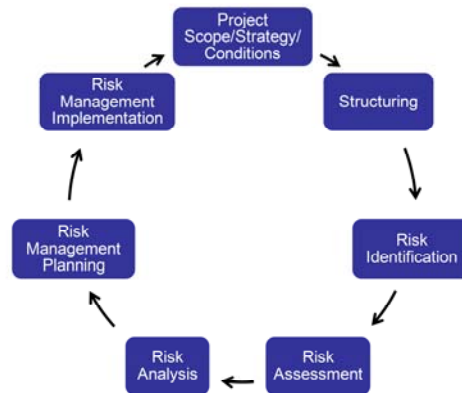 Project
Scope/Strategy/
Conditions
Structuring
Risk
Identification
Risk
Assessment
Risk
Analysis
Risk
Management
Planning
Risk
Management
Implementation